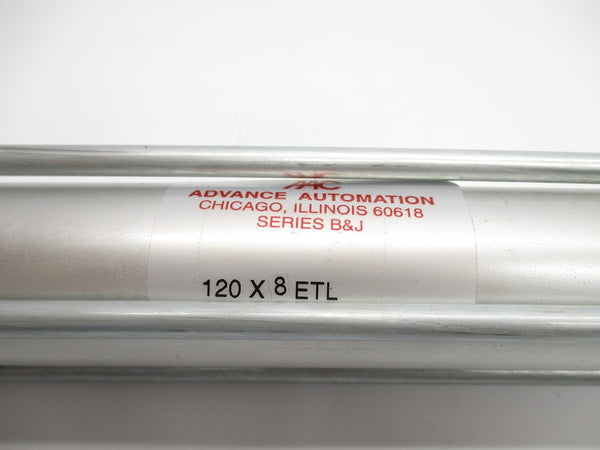 AAC
ADVANCE AUTOMATION
CHICAGO, ILLINOIS 60618
SERIES B&J
120 X 8 ETL